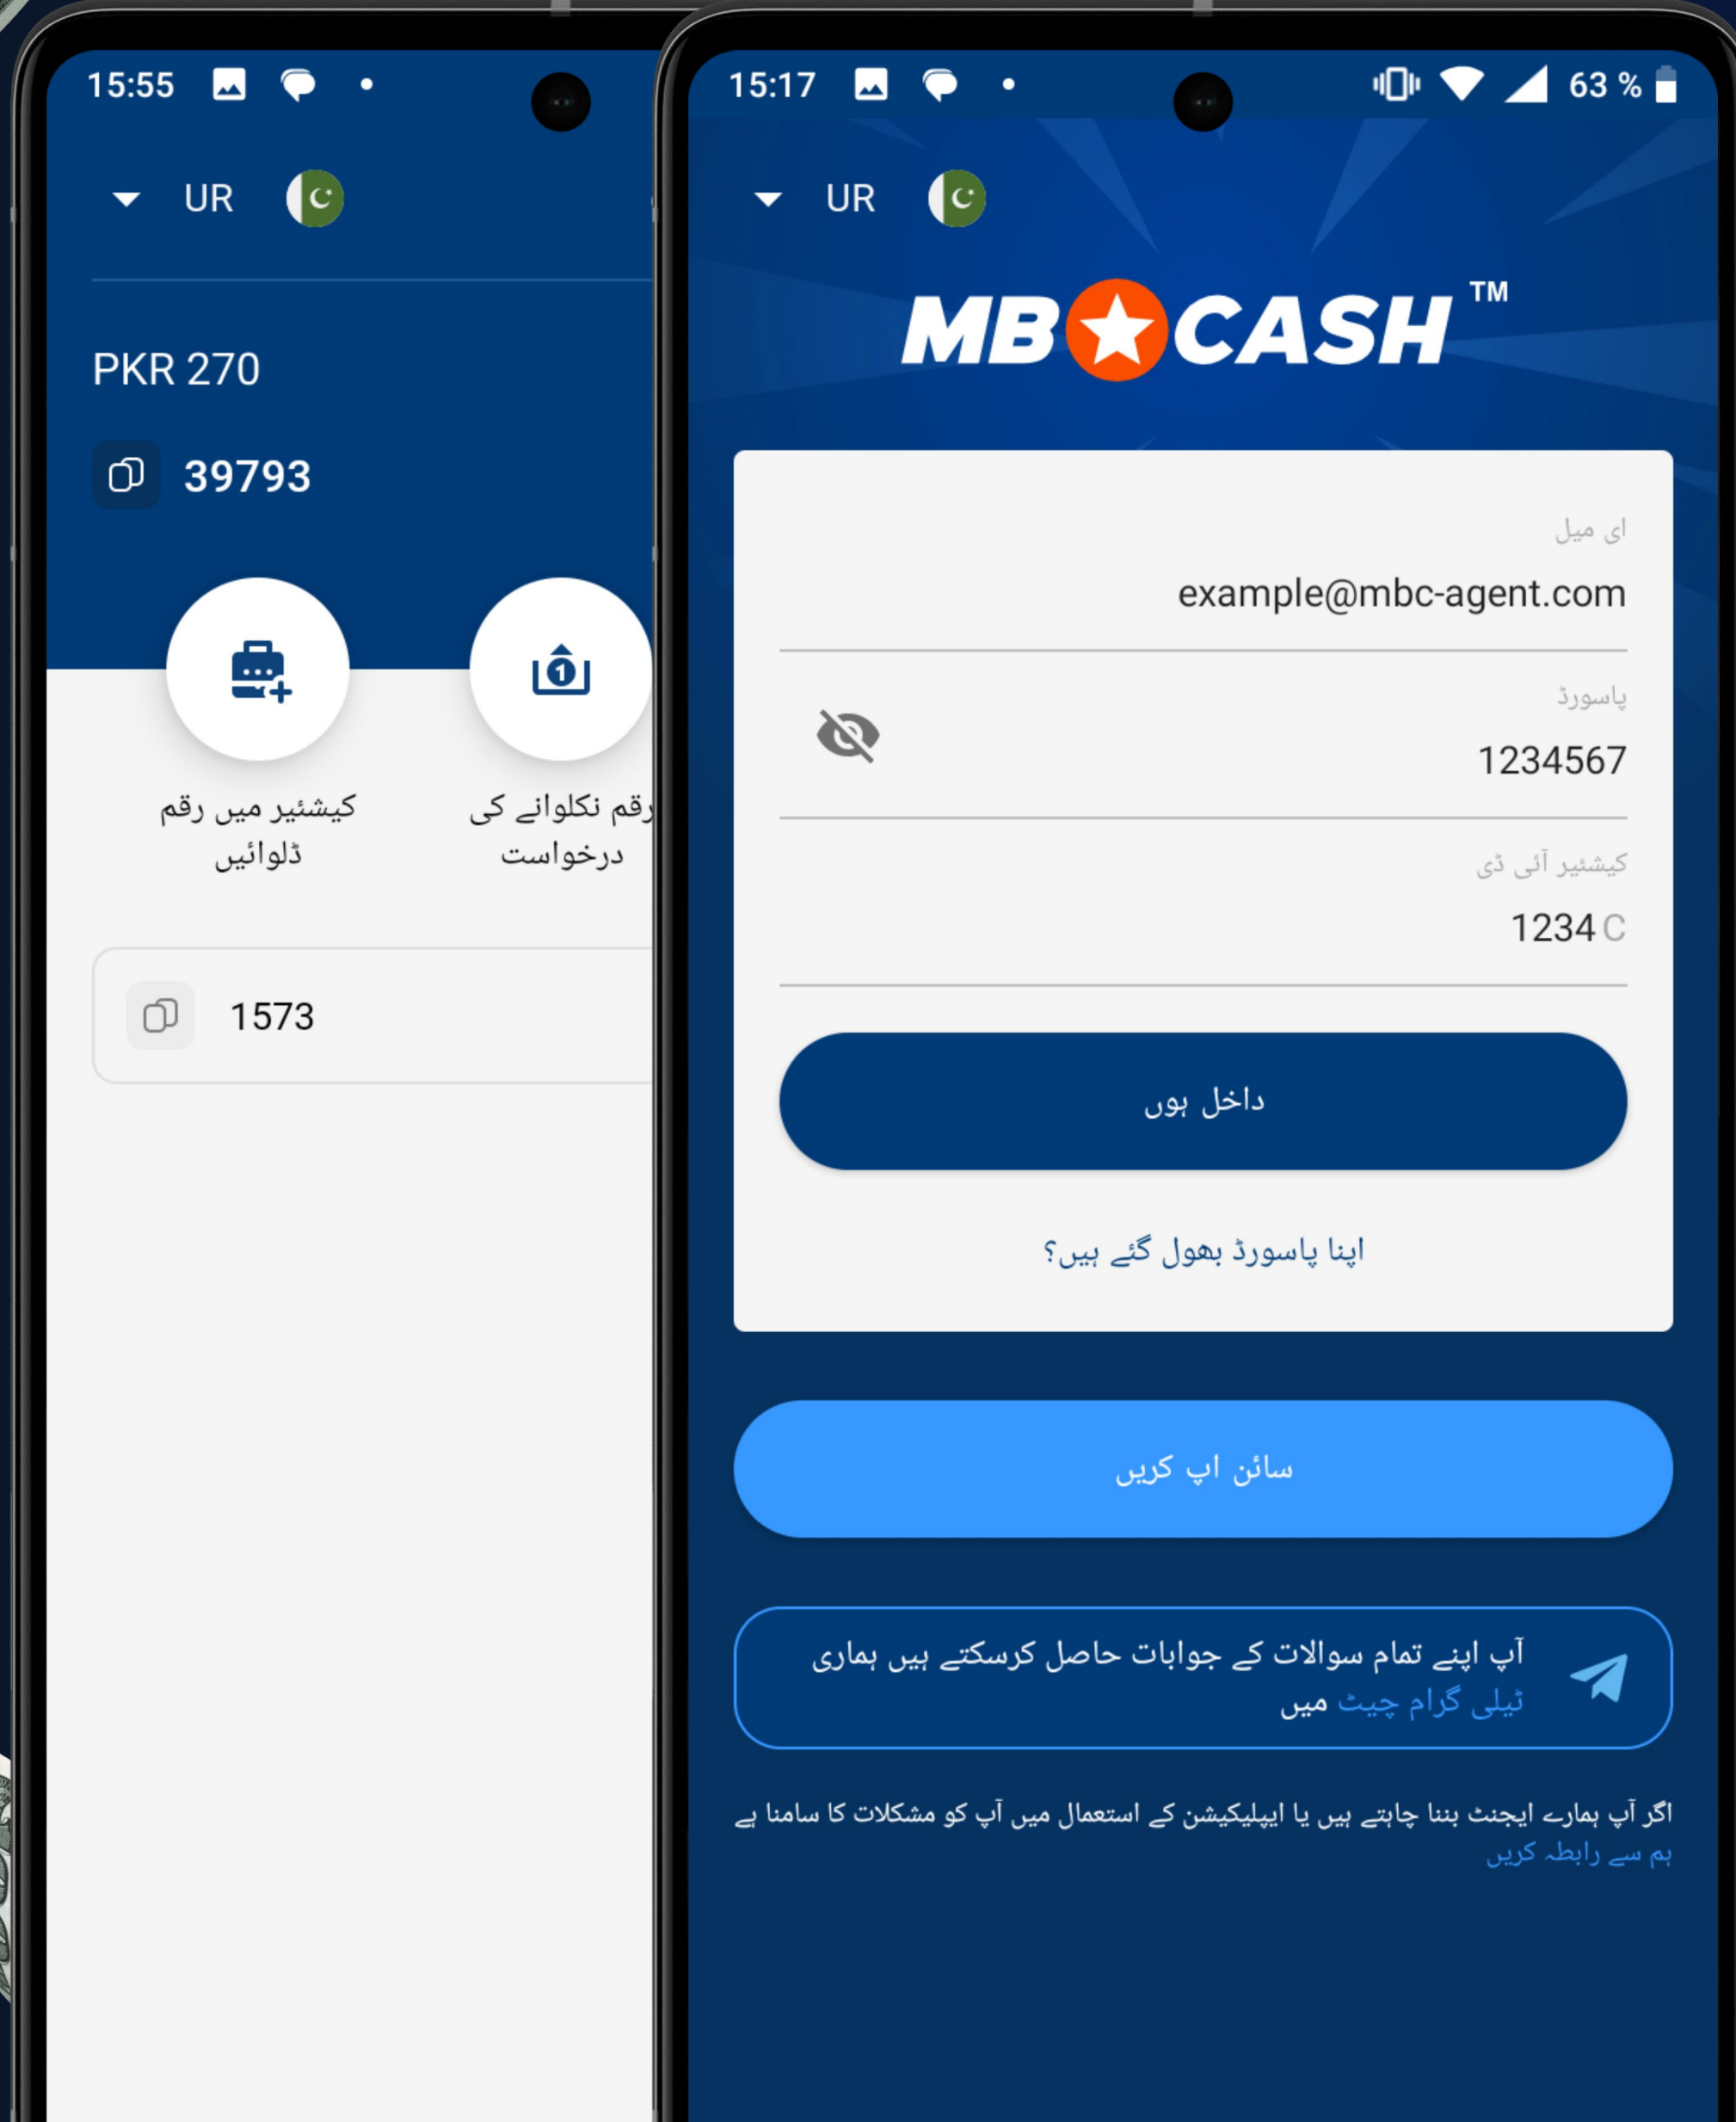 15:55
UR
PKR 270
39793
کیشئیر میں رقم
ڈلوائیں
رقم نکلوانے کی
درخواست
1573
15:17
63 %
UR
MB CASH ™
ای میل
example@mbc-agent.com
پاسورڈ
1234567
کیشئیر آئی ڈی
1234 C
داخل ہوں
اپنا پاسورڈ بھول گئے ہیں؟
سائن اپ کریں
آپ اپنے تمام سوالات کے جوابات حاصل کرسکتے ہیں ہماری
ٹیلی گرام چیٹ میں
اگر آپ ہمارے ایجنٹ بننا چاہتے ہیں یا ایپلیکیشن کے استعمال میں آپ کو مشکلات کا سامنا ہے
ہم سے رابطہ کریں